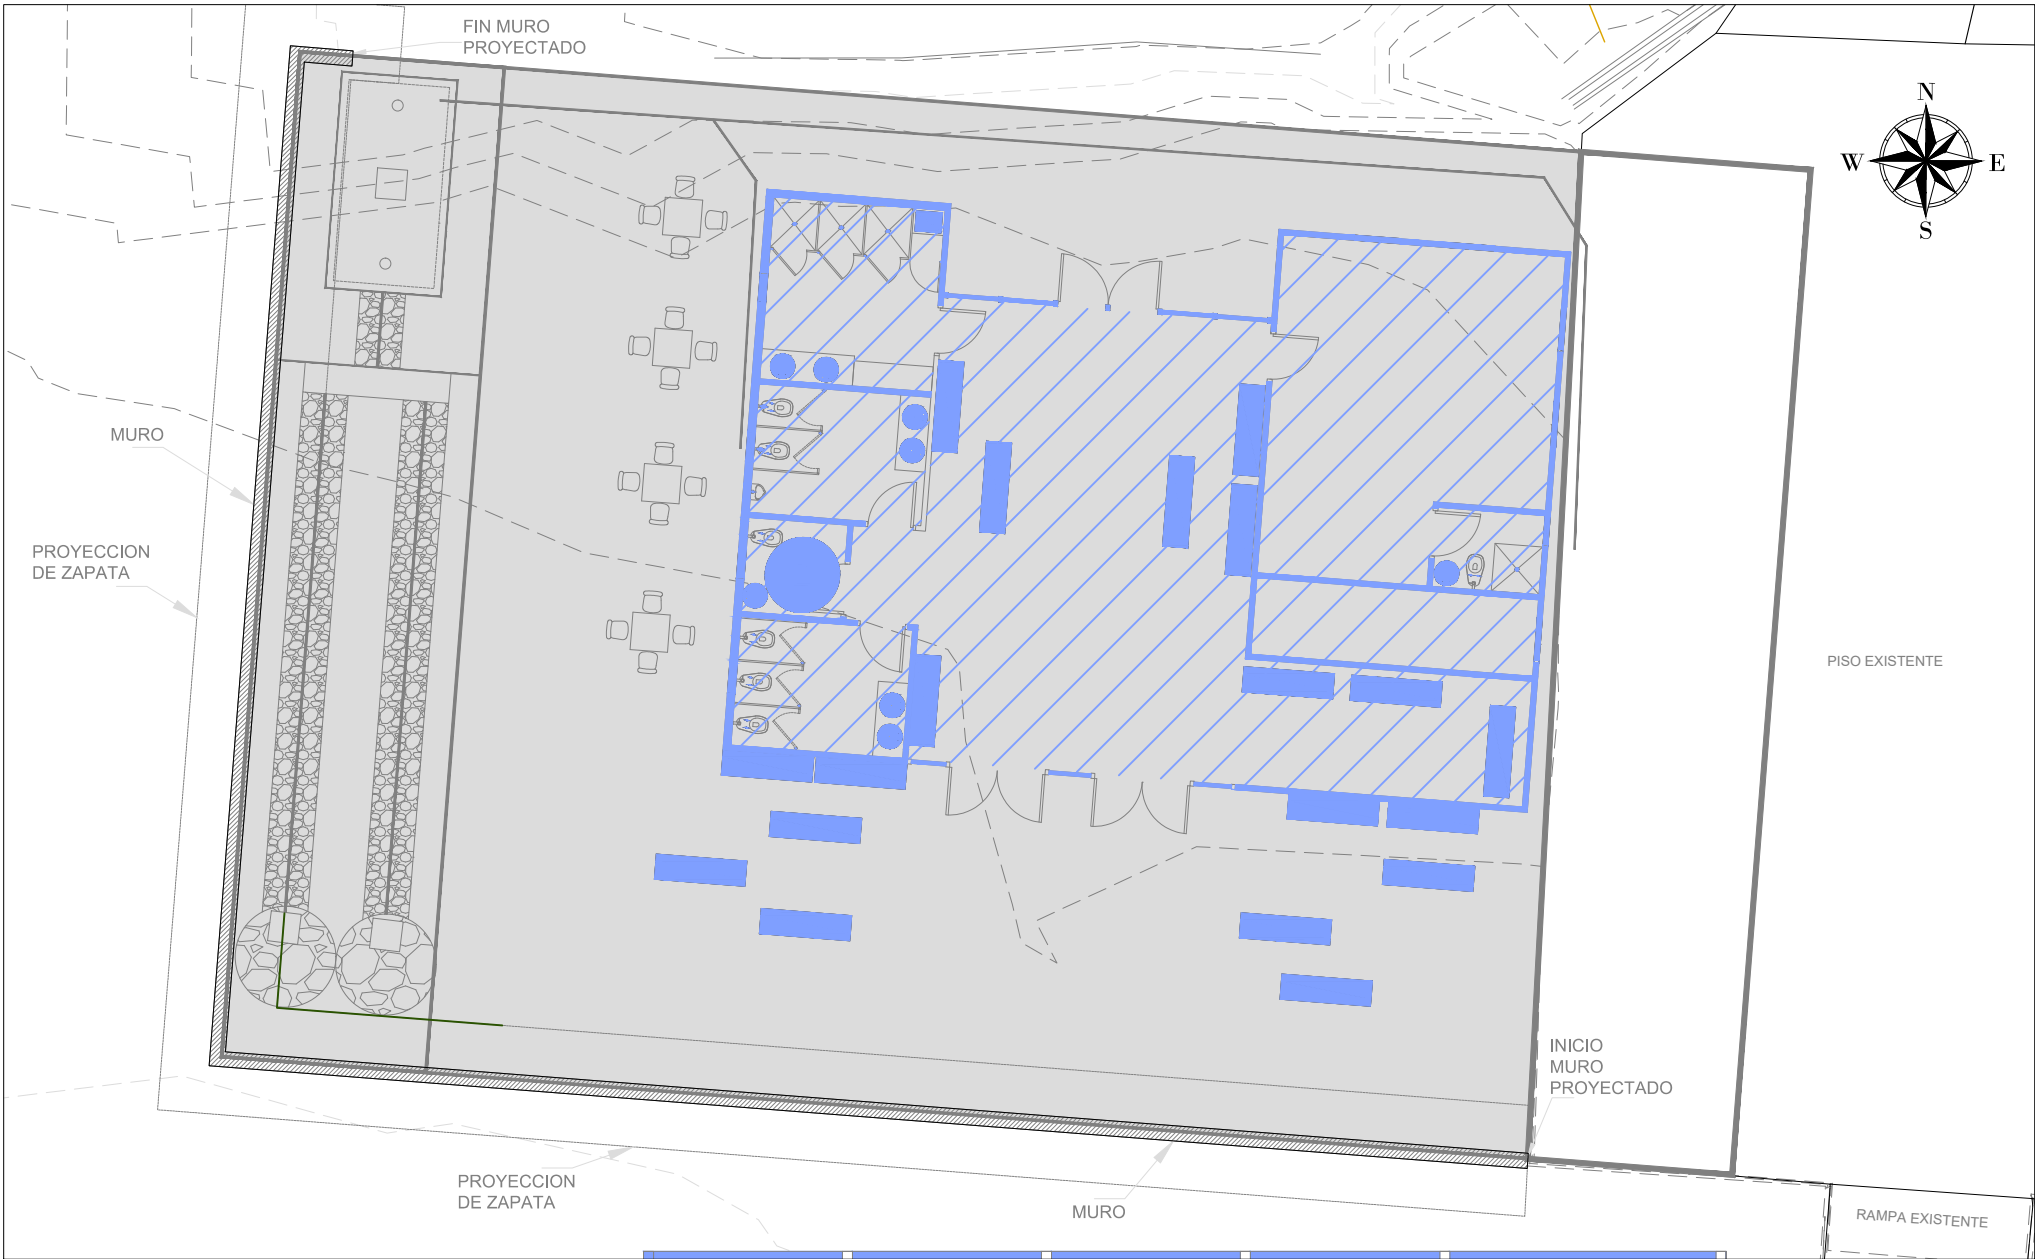 FIN MURO
PROYECTADO
N
W
E
S
MURO
PROYECCION
DE ZAPATA
PISO EXISTENTE
INICIO
MURO
PROYECTADO
PROYECCION
DE ZAPATA
MURO
RAMPA EXISTENTE